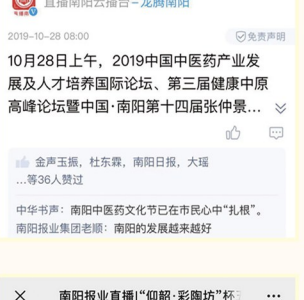 直播南阳云播台－龙腾南阳
2019-10-28 08:00
免责声明
10月28日上午，2019中国中医药产业发
展及人才培养国际论坛、第三届健康中原
高峰论坛暨中国·南阳第十四届张仲景...
金声玉振，杜东霖，南阳日报，大瑶
...等36人赞过
中华书声：南阳中医药文化节已在市民心中“扎根”。
南阳报业集团老顺：南阳的发展越来越好
南阳报业直播|“仰韶·彩陶坊”杯